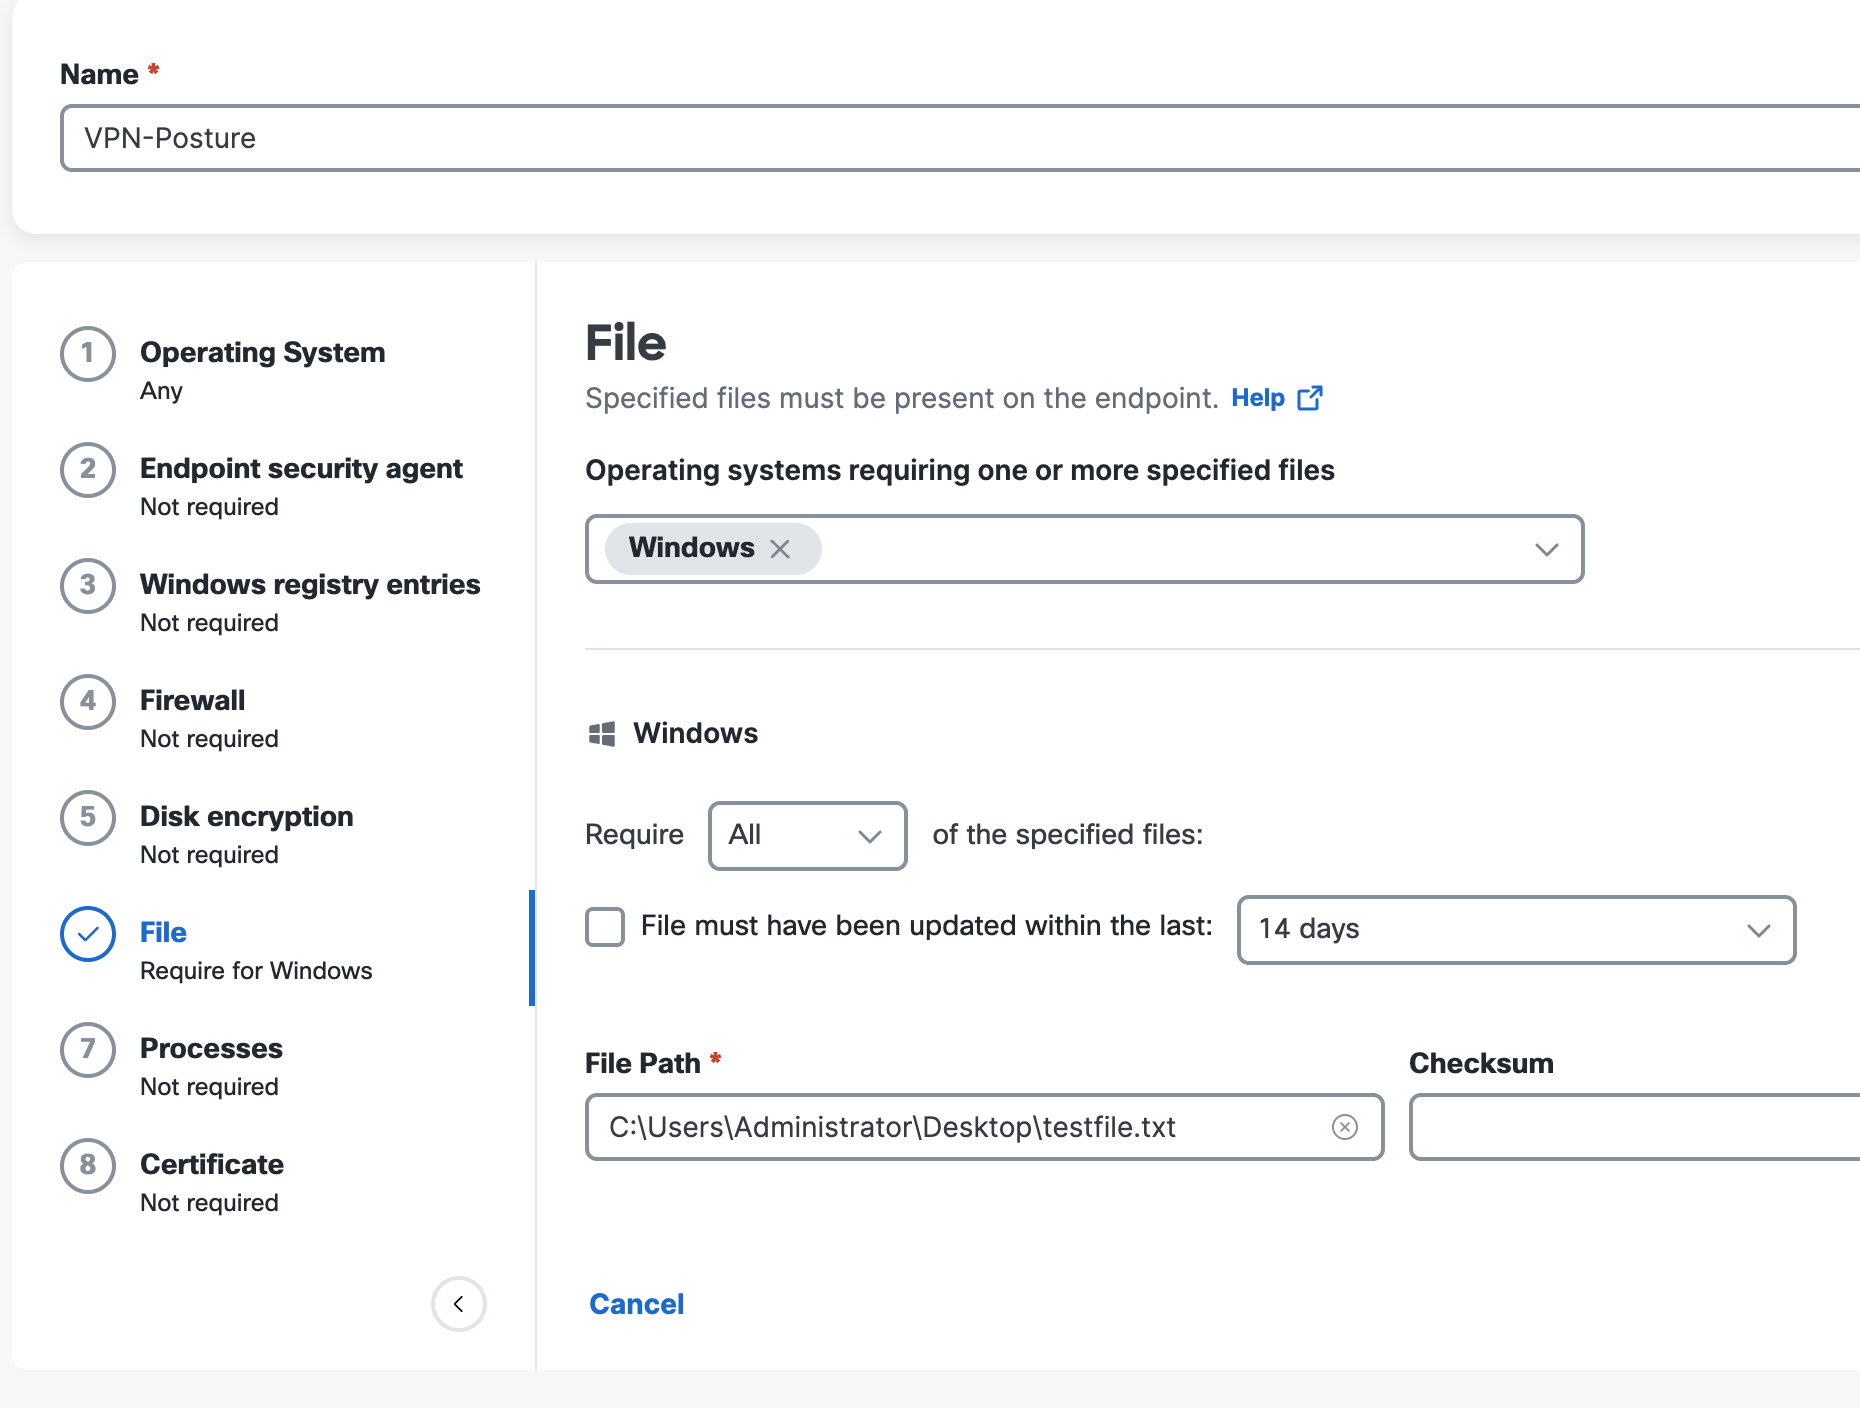 Name *
VPN-Posture
1
Operating System
Any
2
Endpoint security agent
Not required
3
Windows registry entries
Not required
4
Firewall
Not required
5
Disk encryption
Not required
File
Require for Windows
7
Processes
Not required
8
Certificate
Not required
File
Specified files must be present on the endpoint. Help
Operating systems requiring one or more specified files
Windows
Windows
Require All of the specified files:
File must have been updated within the last: 14 days
File Path * Checksum
C:\Users\Administrator\Desktop\testfile.txt
Cancel